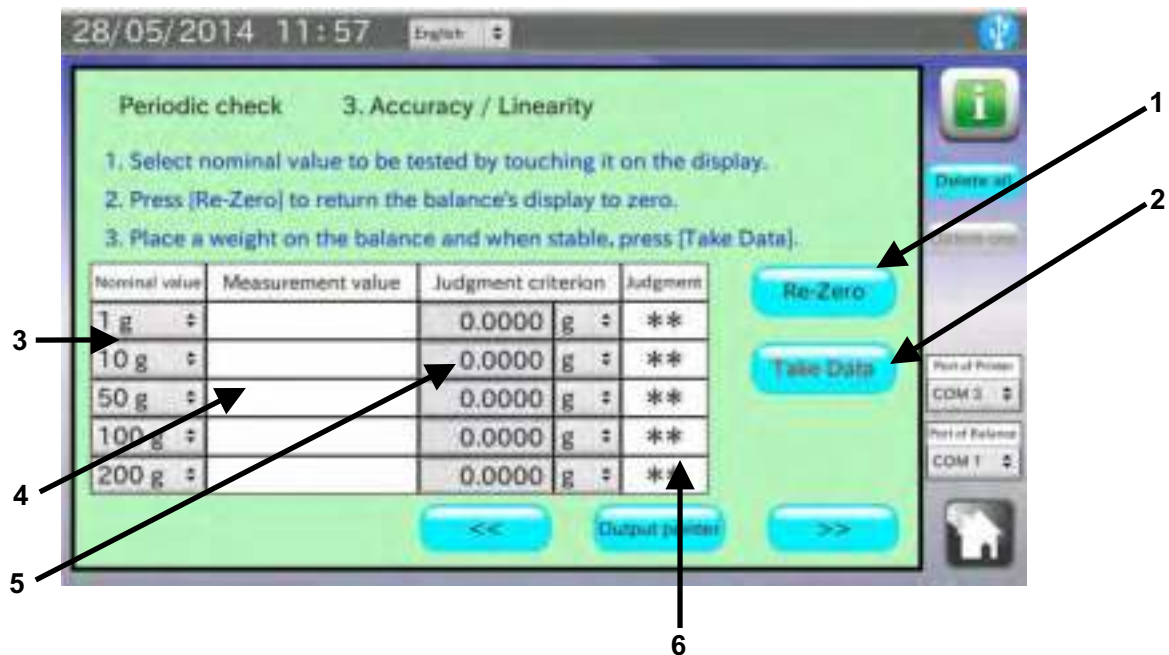 28/05/2014 11:57 English
Periodic check 3. Accuracy / Linearity
1. Select nominal value to be tested by touching it on the display.
2. Press [Re-Zero] to return the balance's display to zero.
3. Place a weight on the balance and when stable, press [Take Data].
Nominal value Measurement value Judgment criterion Judgment
1 g 0.0000 g **
10 g 0.0000 g **
50 g 0.0000 g **
100 g 0.0000 g **
200 g 0.0000 g **
Re-Zero
Take Data
<< Output printer >>
i
Delete all
Delete one
Port of Printer
COM 3
Port of Balance
COM 1
1
2
3
4
5
6